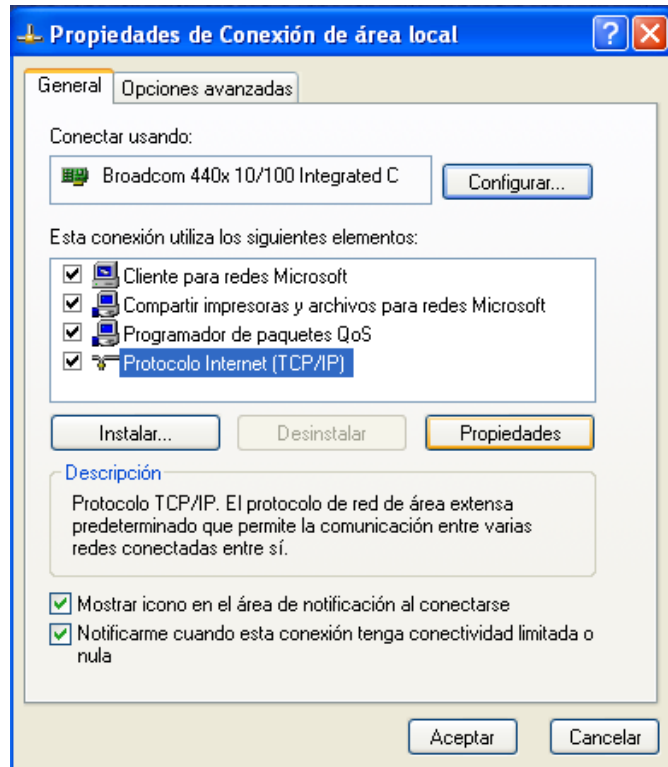 Propiedades de Conexión de área local
General
Opciones avanzadas
Conectar usando:
Broadcom 440x 10/100 Integrated C
Configurar...
Esta conexión utiliza los siguientes elementos:
Cliente para redes Microsoft
Compartir impresoras y archivos para redes Microsoft
Programador de paquetes QoS
Protocolo Internet (TCP/IP)
Instalar...
Desinstalar
Propiedades
Descripción
Protocolo TCP/IP. El protocolo de red de área extensa
predeterminado que permite la comunicación entre varias
redes conectadas entre sí.
Mostrar icono en el área de notificación al conectarse
Notificarme cuando esta conexión tenga conectividad limitada o
nula
Aceptar
Cancelar